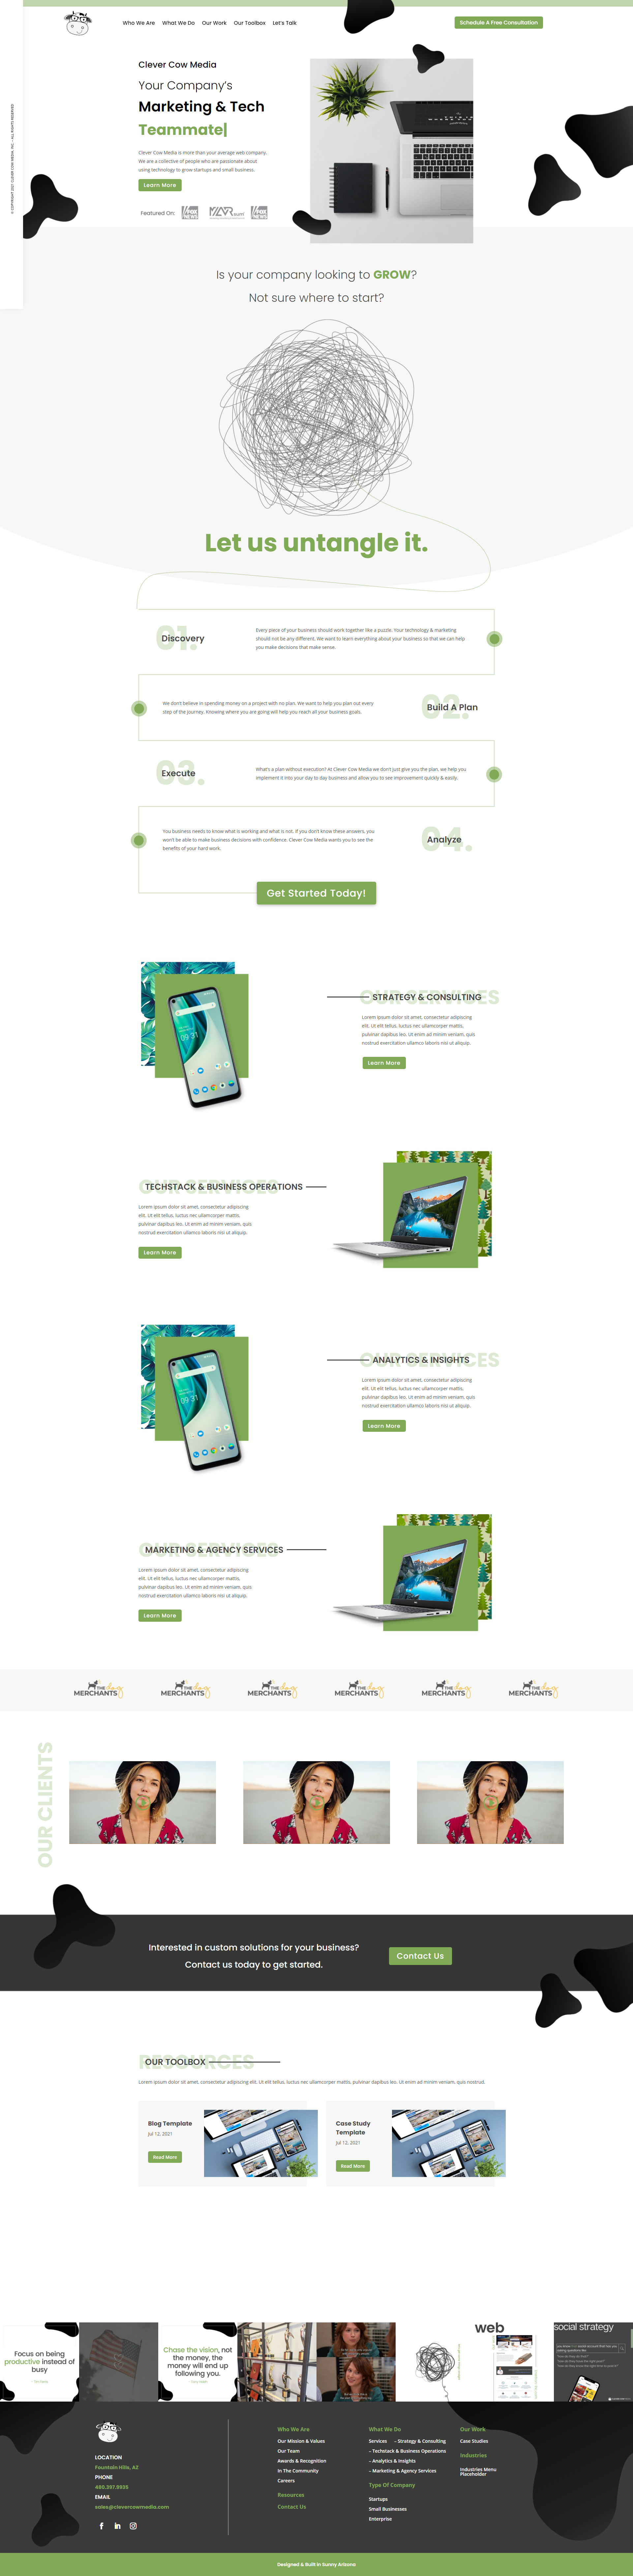 Who We Are What We Do Our Work Our Toolbox Let's Talk
Schedule A Free Consultation
© COPYRIGHT 2021 CLEVER COW MEDIA, INC. – ALL RIGHTS RESERVED
Clever Cow Media
Your Company's
Marketing & Tech
Teammate|
Clever Cow Media is more than your average web company.
We are a collective of people who are passionate about
using technology to grow startups and small business.
Learn More
Featured On:
Is your company looking to GROW?
Not sure where to start?
Let us untangle it.
01.
Discovery
Every piece of your business should work together like a puzzle. Your technology & marketing
should not be any different. We want to learn everything about your business so that we can help
you make decisions that make sense.
We don't believe in spending money on a project with no plan. We want to help you plan out every
step of the journey. Knowing where you are going will help you reach all your business goals.
02.
Build A Plan
03.
Execute
What's a plan without execution? At Clever Cow Media we don't just give you the plan, we help you
implement it into your day to day business and allow you to see improvement quickly & easily.
You business needs to know what is working and what is not. If you don't know these answers, you
won't be able to make business decisions with confidence. Clever Cow Media wants you to see the
benefits of your hard work.
04.
Analyze
Get Started Today!
OUR SERVICES
STRATEGY & CONSULTING
Lorem ipsum dolor sit amet, consectetur adipiscing
elit. Ut elit tellus, luctus nec ullamcorper mattis,
pulvinar dapibus leo. Ut enim ad minim veniam, quis
nostrud exercitation ullamco laboris nisi ut aliquip.
Learn More
OUR SERVICES
TECHSTACK & BUSINESS OPERATIONS
Lorem ipsum dolor sit amet, consectetur adipiscing
elit. Ut elit tellus, luctus nec ullamcorper mattis,
pulvinar dapibus leo. Ut enim ad minim veniam, quis
nostrud exercitation ullamco laboris nisi ut aliquip.
Learn More
OUR SERVICES
ANALYTICS & INSIGHTS
Lorem ipsum dolor sit amet, consectetur adipiscing
elit. Ut elit tellus, luctus nec ullamcorper mattis,
pulvinar dapibus leo. Ut enim ad minim veniam, quis
nostrud exercitation ullamco laboris nisi ut aliquip.
Learn More
OUR SERVICES
MARKETING & AGENCY SERVICES
Lorem ipsum dolor sit amet, consectetur adipiscing
elit. Ut elit tellus, luctus nec ullamcorper mattis,
pulvinar dapibus leo. Ut enim ad minim veniam, quis
nostrud exercitation ullamco laboris nisi ut aliquip.
Learn More
THE dog MERCHANTS
THE dog MERCHANTS
THE dog MERCHANTS
THE dog MERCHANTS
THE dog MERCHANTS
THE dog MERCHANTS
OUR CLIENTS
Interested in custom solutions for your business?
Contact us today to get started.
Contact Us
RESOURCES
OUR TOOLBOX
Lorem ipsum dolor sit amet, consectetur adipiscing elit. Ut elit tellus, luctus nec ullamcorper mattis, pulvinar dapibus leo. Ut enim ad minim veniam, quis nostrud.
Blog Template
Jul 12, 2021
Read More
Case Study
Template
Jul 12, 2021
Read More
Focus on being
productive instead of
busy
Chase the vision, not
the money, the
money will end up
following you.
web
social strategy
LOCATION
Fountain Hills, AZ
PHONE
480.397.9935
EMAIL
sales@clevercowmedia.com
Who We Are
Our Mission & Values
Our Team
Awards & Recognition
In The Community
Careers
Resources
Contact Us
What We Do
Services – Strategy & Consulting
– Techstack & Business Operations
– Analytics & Insights
– Marketing & Agency Services
Type Of Company
Startups
Small Businesses
Enterprise
Our Work
Case Studies
Industries
Industries Menu
Placeholder
Designed & Built in Sunny Arizona